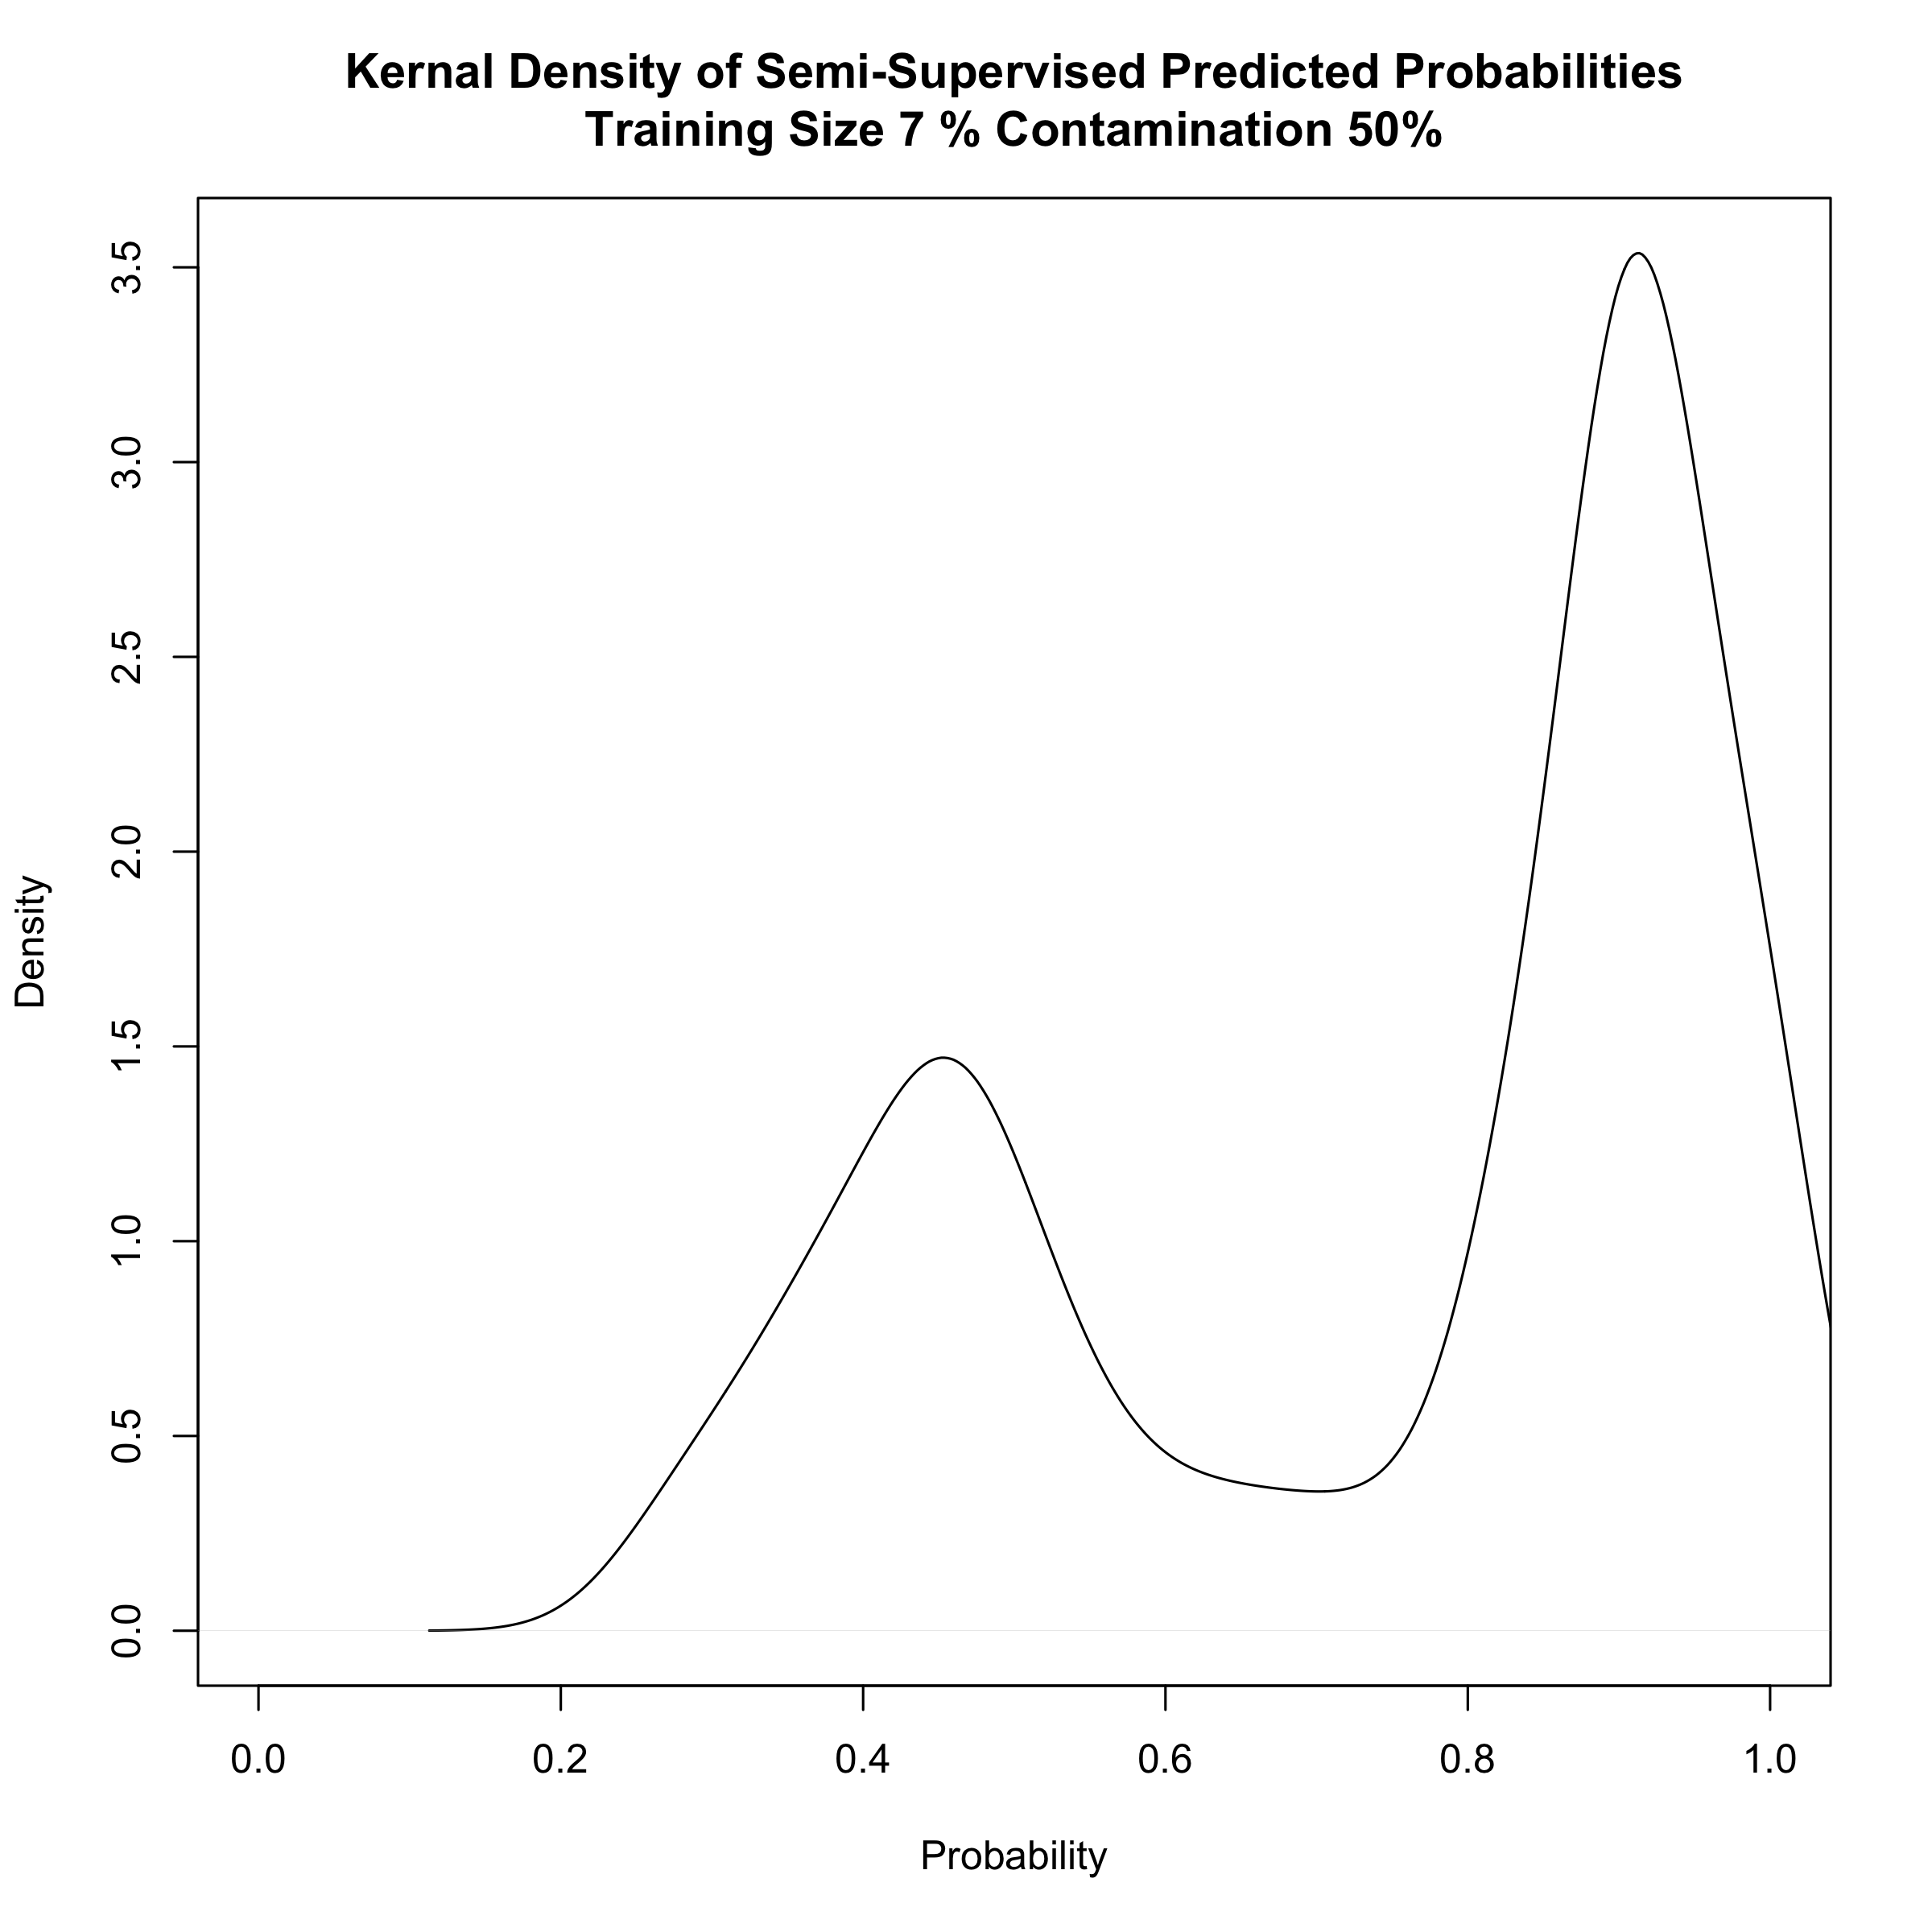 Kernal Density of Semi-Supervised Predicted Probabilities
Training Size 7 % Contamination 50%
3.5
3.0
2.5
2.0
1.5
1.0
0.5
0.0
Density
0.0 0.2 0.4 0.6 0.8 1.0
Probability